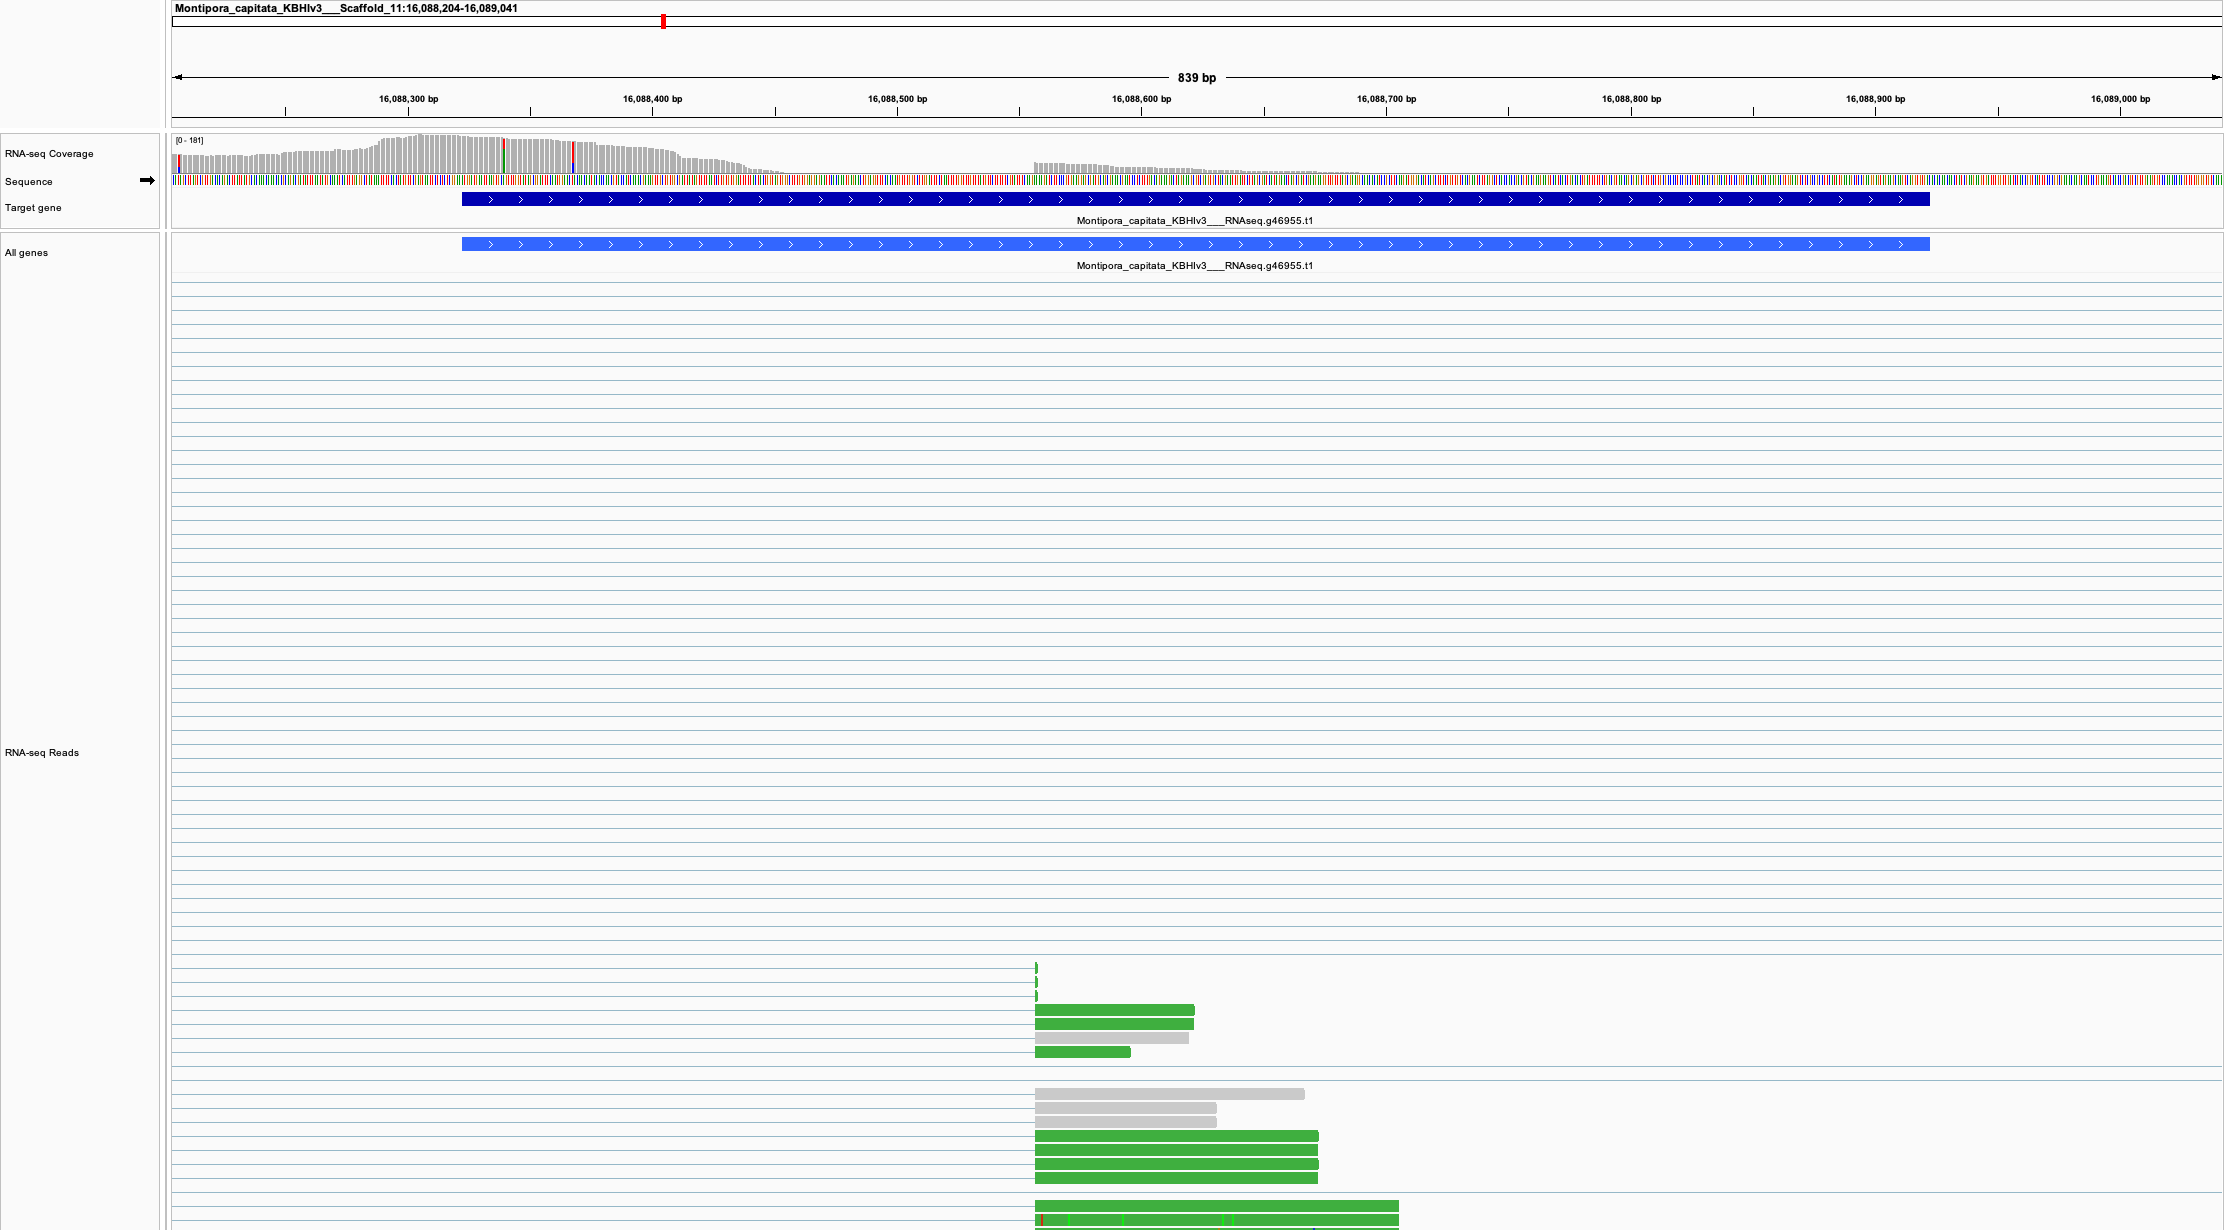 Montipora_capitata_KBHIv3___Scaffold_11:16,088,204-16,089,041
839 bp
16,088,300 bp 16,088,400 bp 16,088,500 bp 16,088,600 bp 16,088,700 bp 16,088,800 bp 16,088,900 bp 16,089,000 bp
[0 - 181]
RNA-seq Coverage
Sequence
Target gene
Montipora_capitata_KBHIv3___RNAseq.g46955.t1
All genes
Montipora_capitata_KBHIv3___RNAseq.g46955.t1
RNA-seq Reads